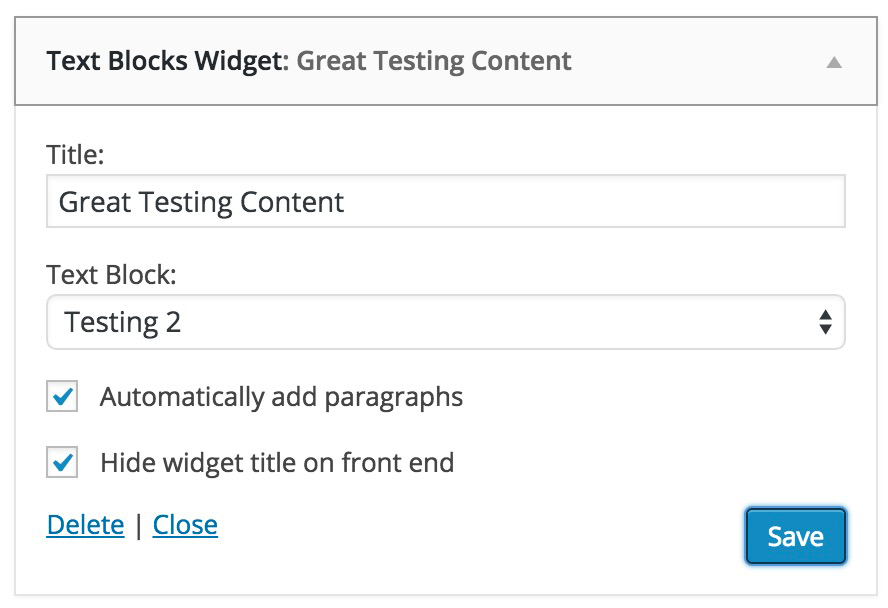 Text Blocks Widget: Great Testing Content
Title:
Great Testing Content
Text Block:
Testing 2
Automatically add paragraphs
Hide widget title on front end
Delete | Close
Save